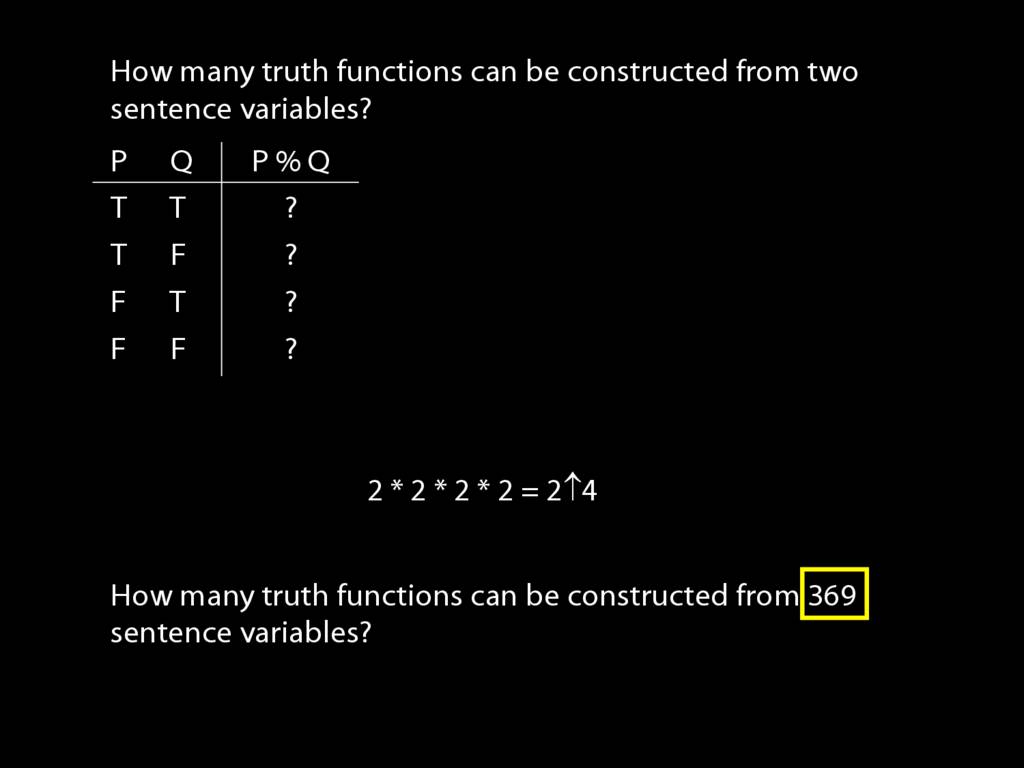 How many truth functions can be constructed from two
sentence variables?
P Q P % Q
T T ?
T F ?
F T ?
F F ?
2 * 2 * 2 * 2 = 2↑4
How many truth functions can be constructed from 369
sentence variables?